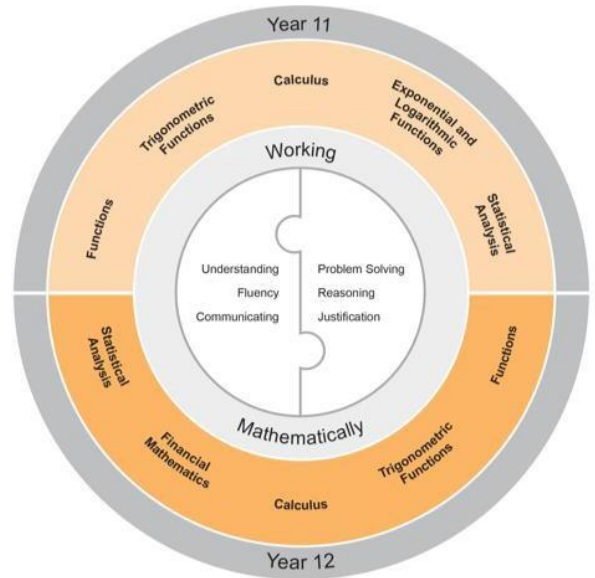 Year 11
Functions
Trigonometric
Functions
Calculus
Exponential and
Logarithmic
Functions
Statistical
Analysis
Working
Understanding
Fluency
Communicating
Problem Solving
Reasoning
Justification
Mathematically
Statistical
Analysis
Financial
Mathematics
Calculus
Trigonometric
Functions
Functions
Year 12